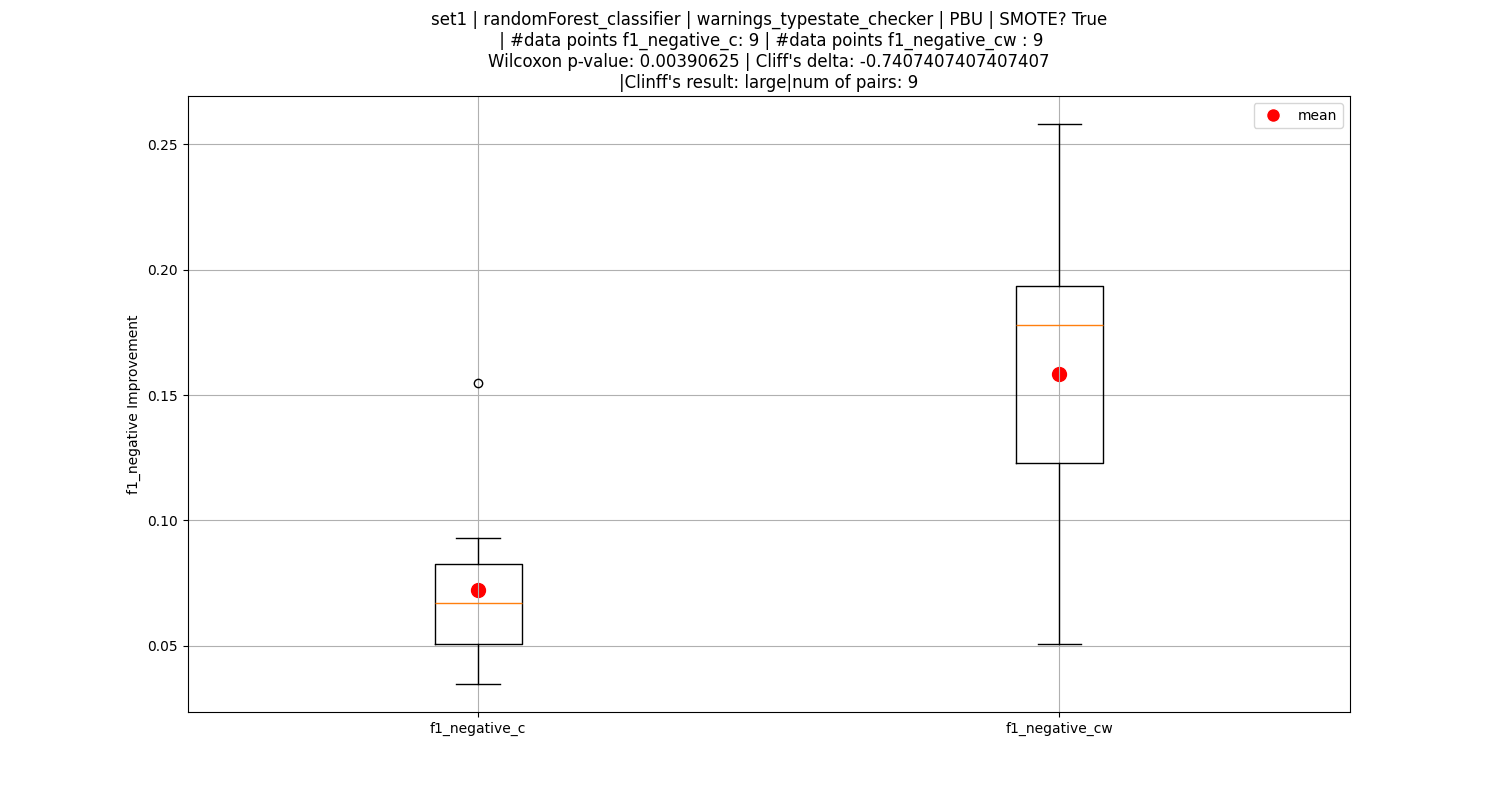 set1 | randomForest_classifier | warnings_typestate_checker | PBU | SMOTE? True
| #data points f1_negative_c: 9 | #data points f1_negative_cw : 9
Wilcoxon p-value: 0.00390625 | Cliff's delta: -0.7407407407407407
|Clinff's result: large|num of pairs: 9
mean
0.25
0.20
0.15
0.10
0.05
f1_negative Improvement
f1_negative_c
f1_negative_cw